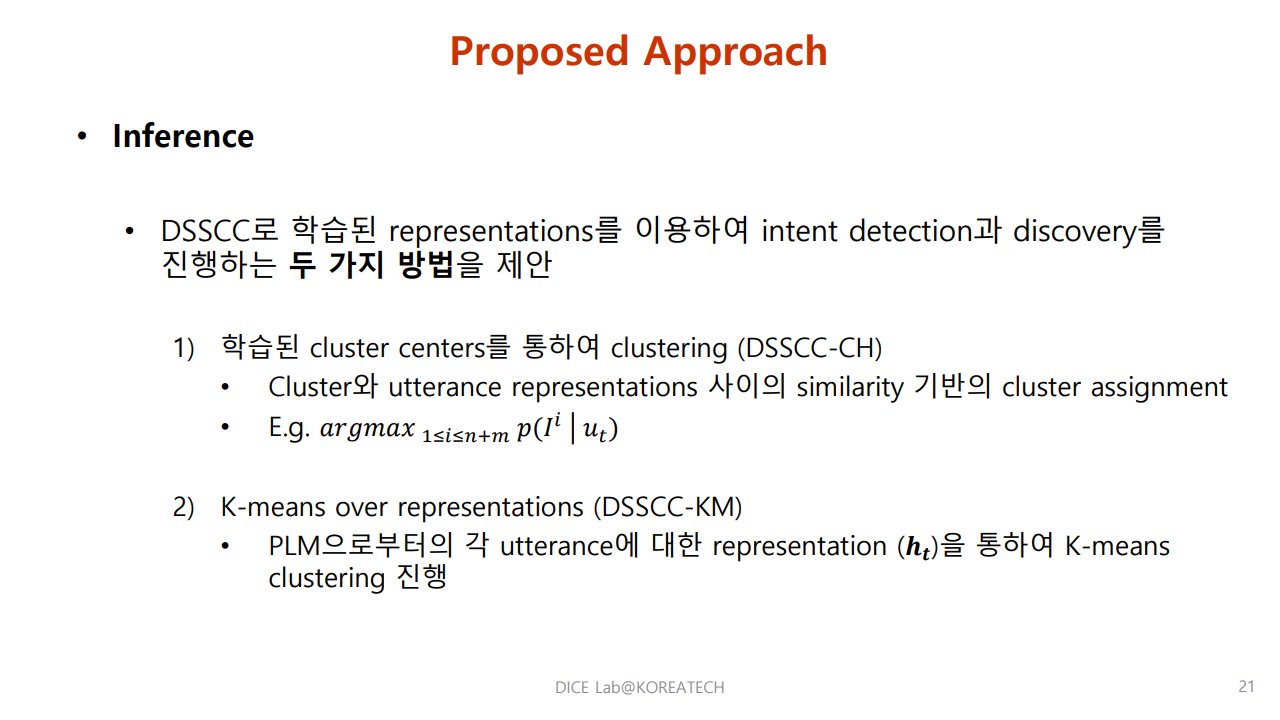 Proposed Approach
• Inference
• DSSCC로 학습된 representations를 이용하여 intent detection과 discovery를
진행하는 두 가지 방법을 제안
1) 학습된 cluster centers를 통하여 clustering (DSSCC-CH)
• Cluster와 utterance representations 사이의 similarity 기반의 cluster assignment
• E.g. argmax 1≤i≤n+m p(Iⁱ | uₜ)
2) K-means over representations (DSSCC-KM)
• PLM으로부터의 각 utterance에 대한 representation (hₜ)을 통하여 K-means
clustering 진행
DICE Lab@KOREATECH
21